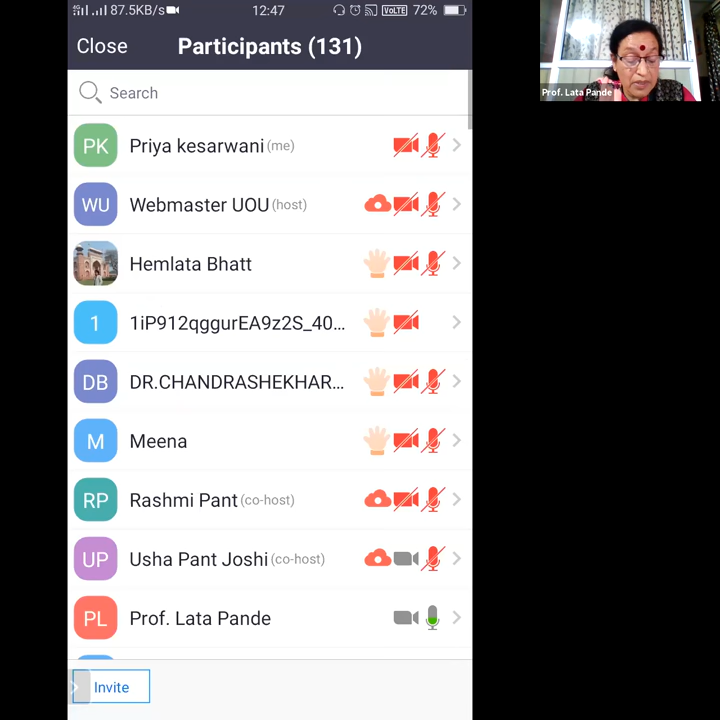 4G 87.5KB/s 12:47 VoLTE 72%
Close Participants (131)
Search
PK Priya kesarwani (me)
WU Webmaster UOU (host)
Hemlata Bhatt
1 1iP912qggurEA9z2S_40...
DB DR.CHANDRASHEKHAR...
M Meena
RP Rashmi Pant (co-host)
UP Usha Pant Joshi (co-host)
PL Prof. Lata Pande
Invite
Prof. Lata Pande